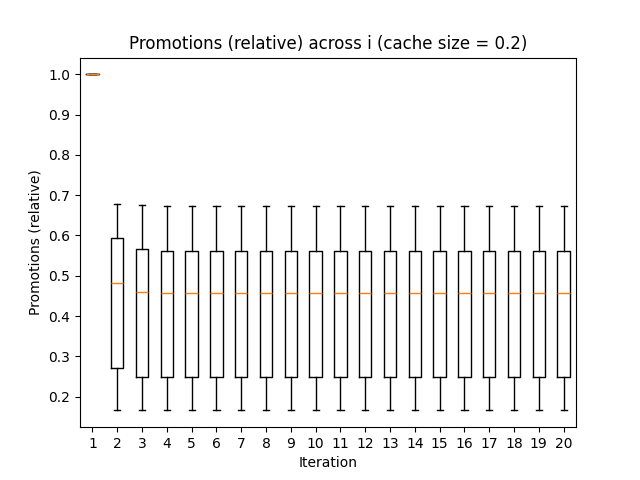 Promotions (relative) across i (cache size = 0.2)
Promotions (relative)
1.0
0.9
0.8
0.7
0.6
0.5
0.4
0.3
0.2
1 2 3 4 5 6 7 8 9 10 11 12 13 14 15 16 17 18 19 20
Iteration